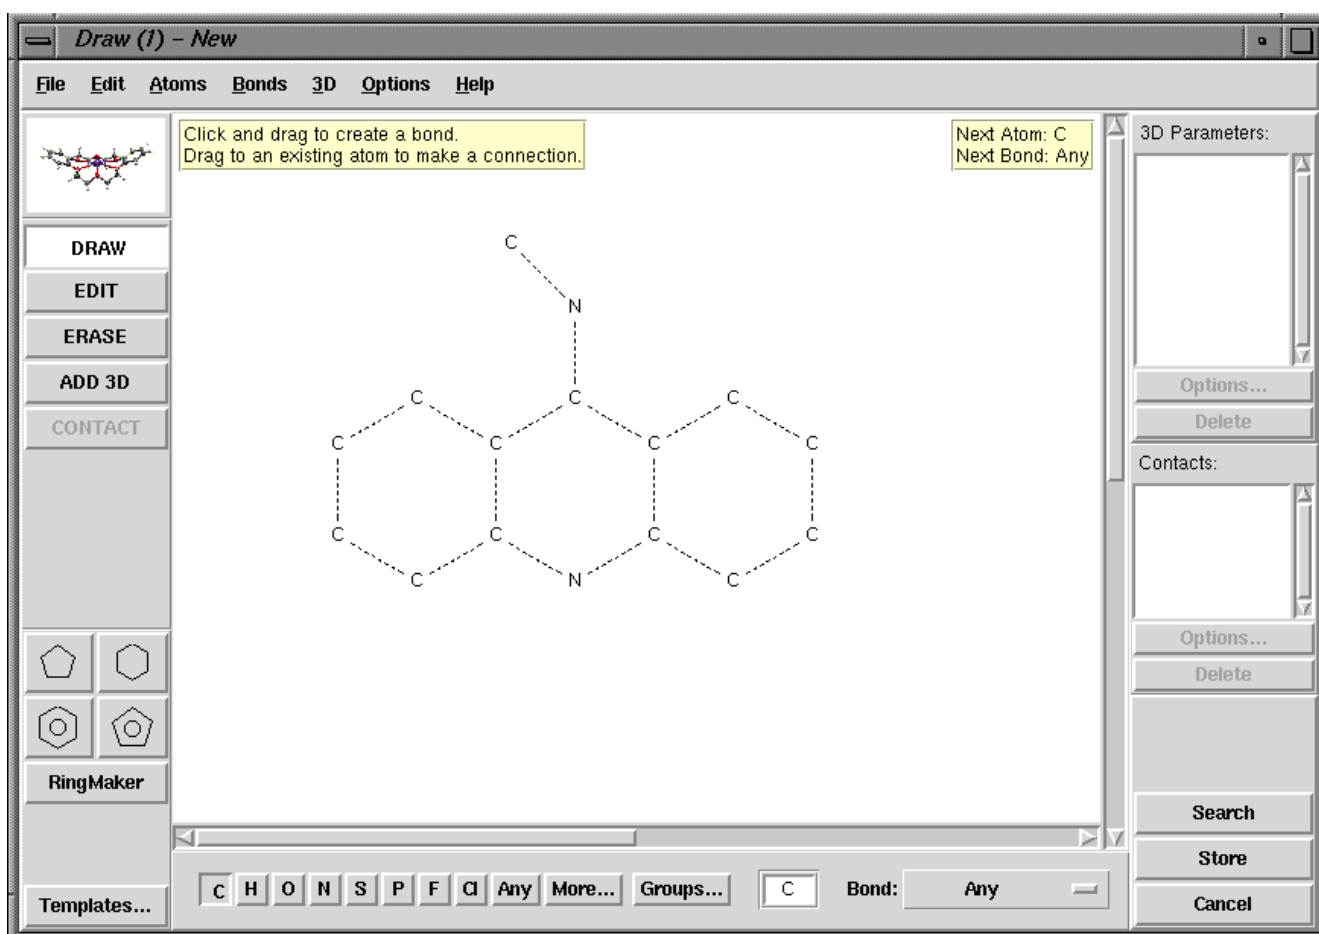 Draw (1) – New
File Edit Atoms Bonds 3D Options Help
Click and drag to create a bond.
Drag to an existing atom to make a connection.
Next Atom: C
Next Bond: Any
3D Parameters:
DRAW
EDIT
ERASE
ADD 3D
CONTACT
C
N
C C C
C C C C
C C C C
C N C
Options...
Delete
Contacts:
Options...
Delete
RingMaker
Templates...
C H O N S P F Cl Any More... Groups... C Bond: Any
Search
Store
Cancel